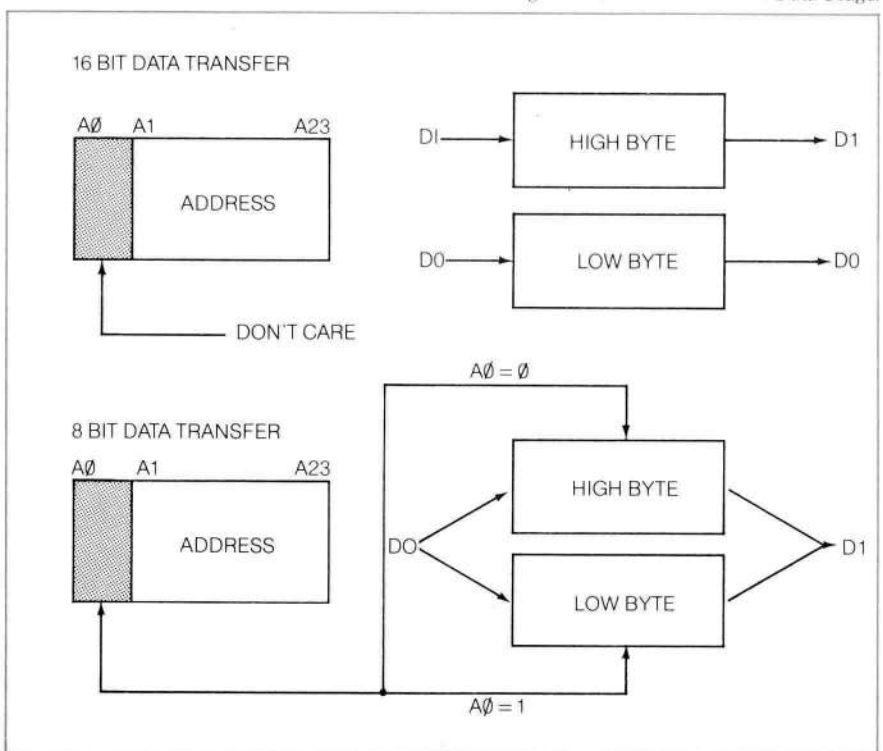 16 BIT DATA TRANSFER
AØ A1 A23
ADDRESS
DON'T CARE
DI HIGH BYTE D1
D0 LOW BYTE D0
AØ = Ø
8 BIT DATA TRANSFER
AØ A1 A23
ADDRESS
HIGH BYTE
DO D1
LOW BYTE
AØ = 1